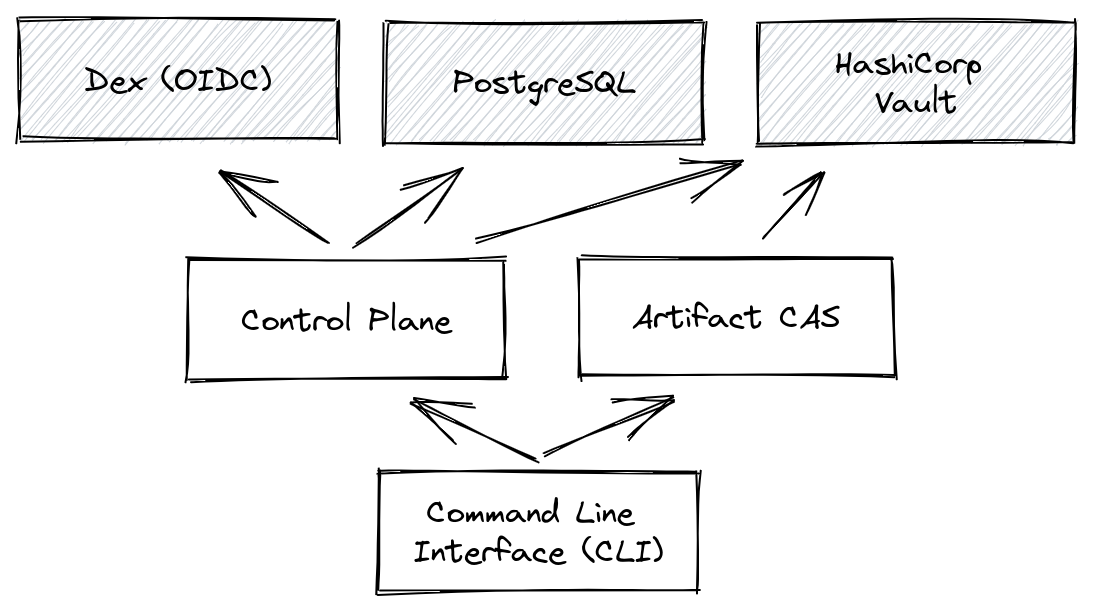 Dex (OIDC)
PostgreSQL
HashiCorp
Vault
Control Plane
Artifact CAS
Command Line
Interface (CLI)